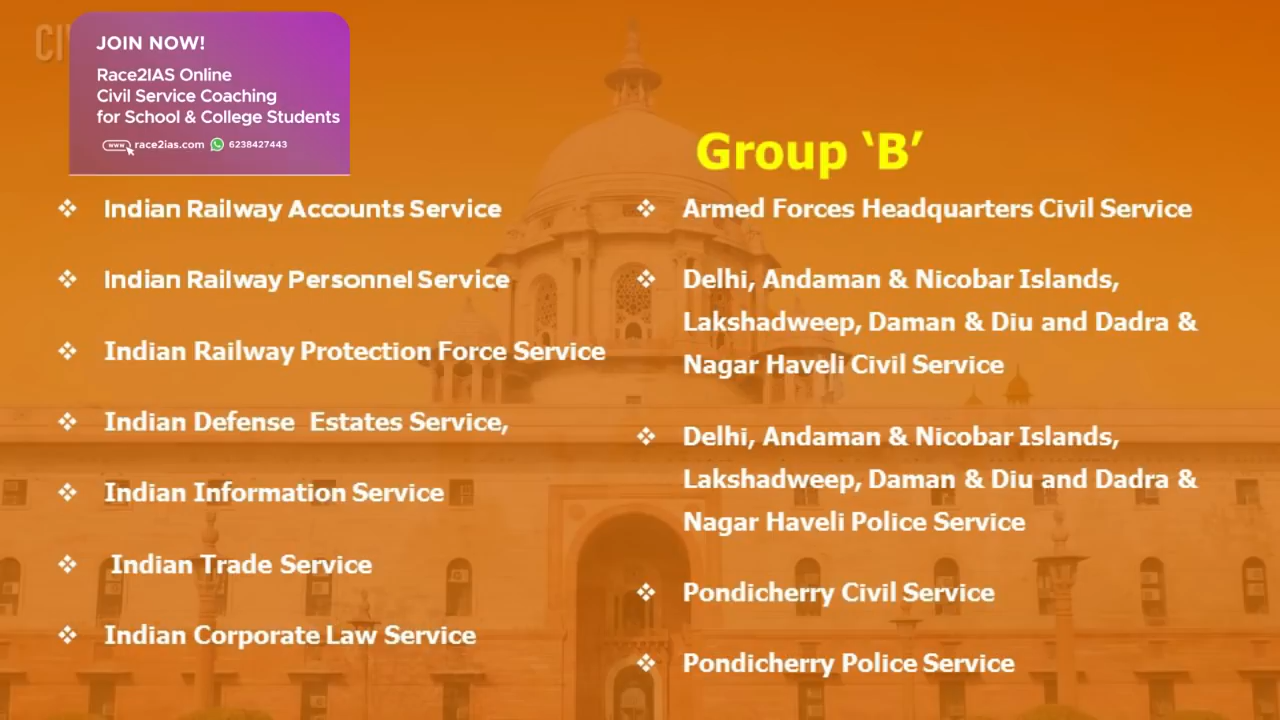 CI
JOIN NOW!
Race2IAS Online
Civil Service Coaching
for School & College Students
www race2ias.com 6238427443
Indian Railway Accounts Service
Indian Railway Personnel Service
Indian Railway Protection Force Service
Indian Defense Estates Service,
Indian Information Service
Indian Trade Service
Indian Corporate Law Service
Group ‘B’
Armed Forces Headquarters Civil Service
Delhi, Andaman & Nicobar Islands,
Lakshadweep, Daman & Diu and Dadra &
Nagar Haveli Civil Service
Delhi, Andaman & Nicobar Islands,
Lakshadweep, Daman & Diu and Dadra &
Nagar Haveli Police Service
Pondicherry Civil Service
Pondicherry Police Service